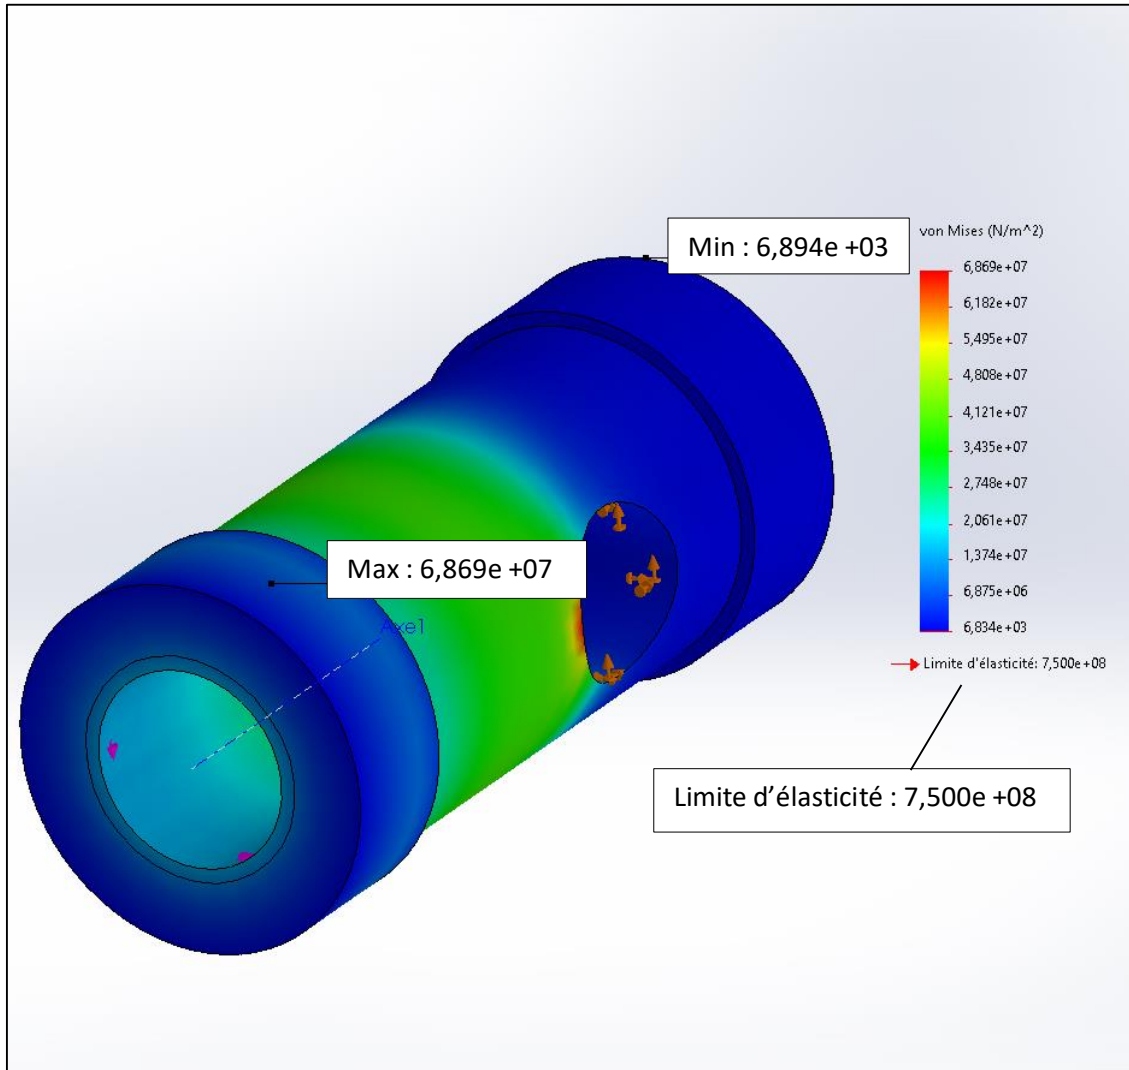 Min : 6,894e +03
von Mises (N/m^2)
6,869e+07
6,182e+07
5,495e+07
4,808e+07
4,121e+07
3,435e+07
2,748e+07
2,061e+07
1,374e+07
6,875e+06
6,834e+03
Limite d'élasticité: 7,500e+08
Max : 6,869e +07
Axe1
Limite d’élasticité : 7,500e +08